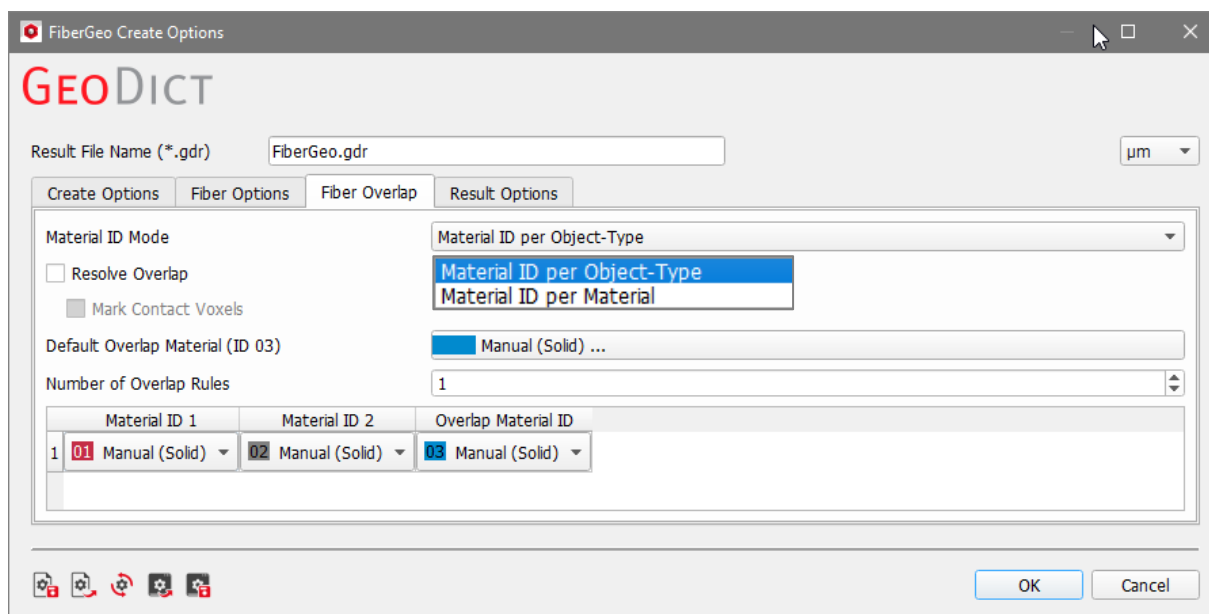 FiberGeo Create Options
GEODICT
Result File Name (*.gdr) FiberGeo.gdr µm
Create Options Fiber Options Fiber Overlap Result Options
Material ID Mode Material ID per Object-Type
Resolve Overlap Material ID per Object-Type
Material ID per Material
Mark Contact Voxels
Default Overlap Material (ID 03) Manual (Solid) ...
Number of Overlap Rules 1
Material ID 1 Material ID 2 Overlap Material ID
1 01 Manual (Solid) 02 Manual (Solid) 03 Manual (Solid)
OK Cancel